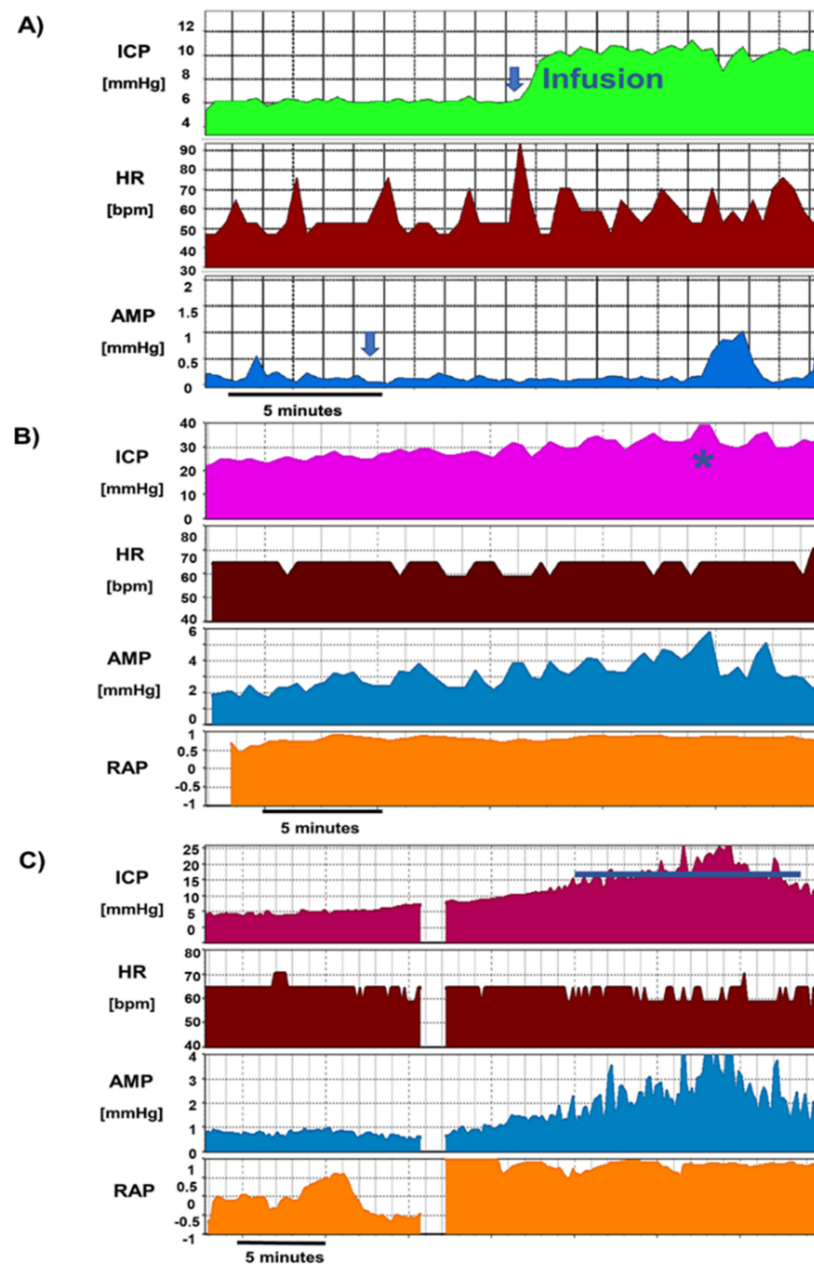 A)
ICP
[mmHg]
12
10
8
6
4
Infusion
HR
[bpm]
90
80
70
60
50
40
30
AMP
[mmHg]
2
1.5
1
0.5
0
5 minutes
B)
ICP
[mmHg]
40
30
20
10
0
*
HR
[bpm]
80
70
60
50
40
AMP
[mmHg]
6
4
2
0
RAP
1
0.5
0
-0.5
-1
5 minutes
C)
ICP
[mmHg]
25
20
15
10
5
0
HR
[bpm]
80
70
60
50
40
AMP
[mmHg]
4
3
2
1
0
RAP
1
0.5
0
-0.5
-1
5 minutes